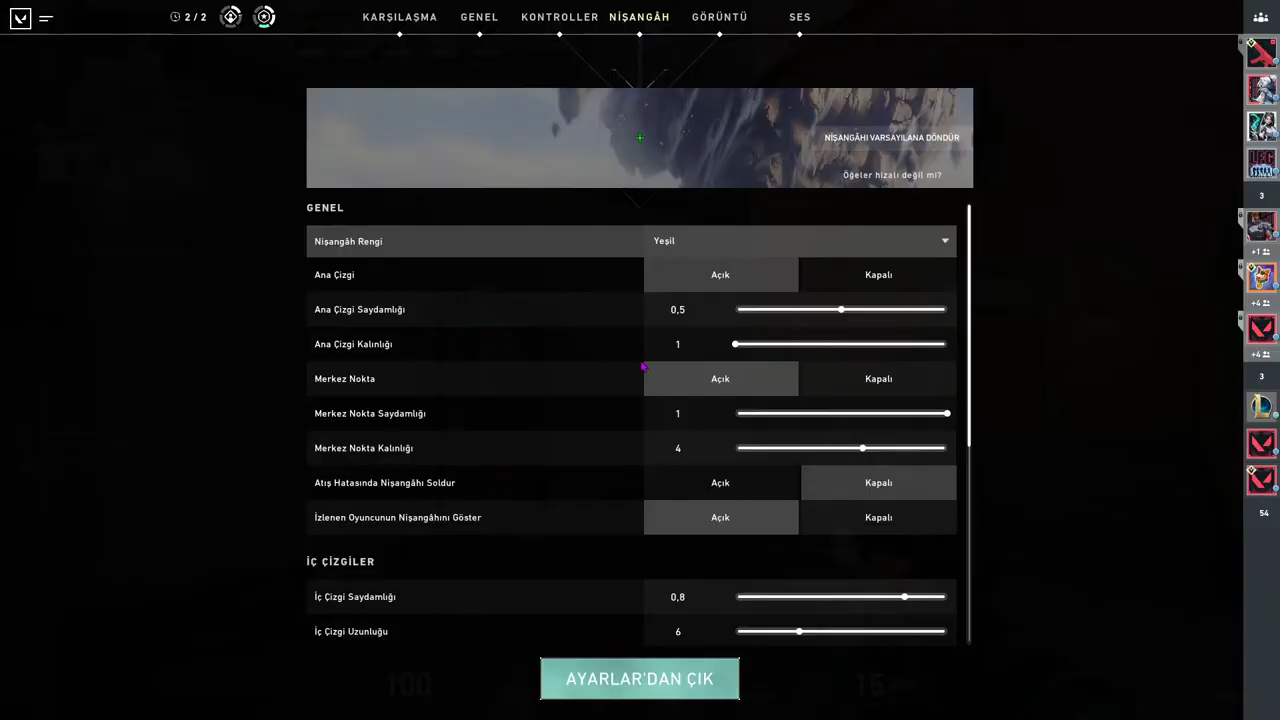 2 / 2
KARŞILAŞMA GENEL KONTROLLER NİŞANGÂH GÖRÜNTÜ SES
NİŞANGÂHI VARSAYILANA DÖNDÜR
Öğeler hizalı değil mi?
GENEL
Nişangâh Rengi Yeşil
Ana Çizgi Açık Kapalı
Ana Çizgi Saydamlığı 0,5
Ana Çizgi Kalınlığı 1
Merkez Nokta Açık Kapalı
Merkez Nokta Saydamlığı 1
Merkez Nokta Kalınlığı 4
Atış Hatasında Nişangâhı Soldur Açık Kapalı
İzlenen Oyuncunun Nişangâhını Göster Açık Kapalı
İÇ ÇİZGİLER
İç Çizgi Saydamlığı 0,8
İç Çizgi Uzunluğu 6
AYARLAR'DAN ÇIK
100
3
+1
+4
+4
3
54